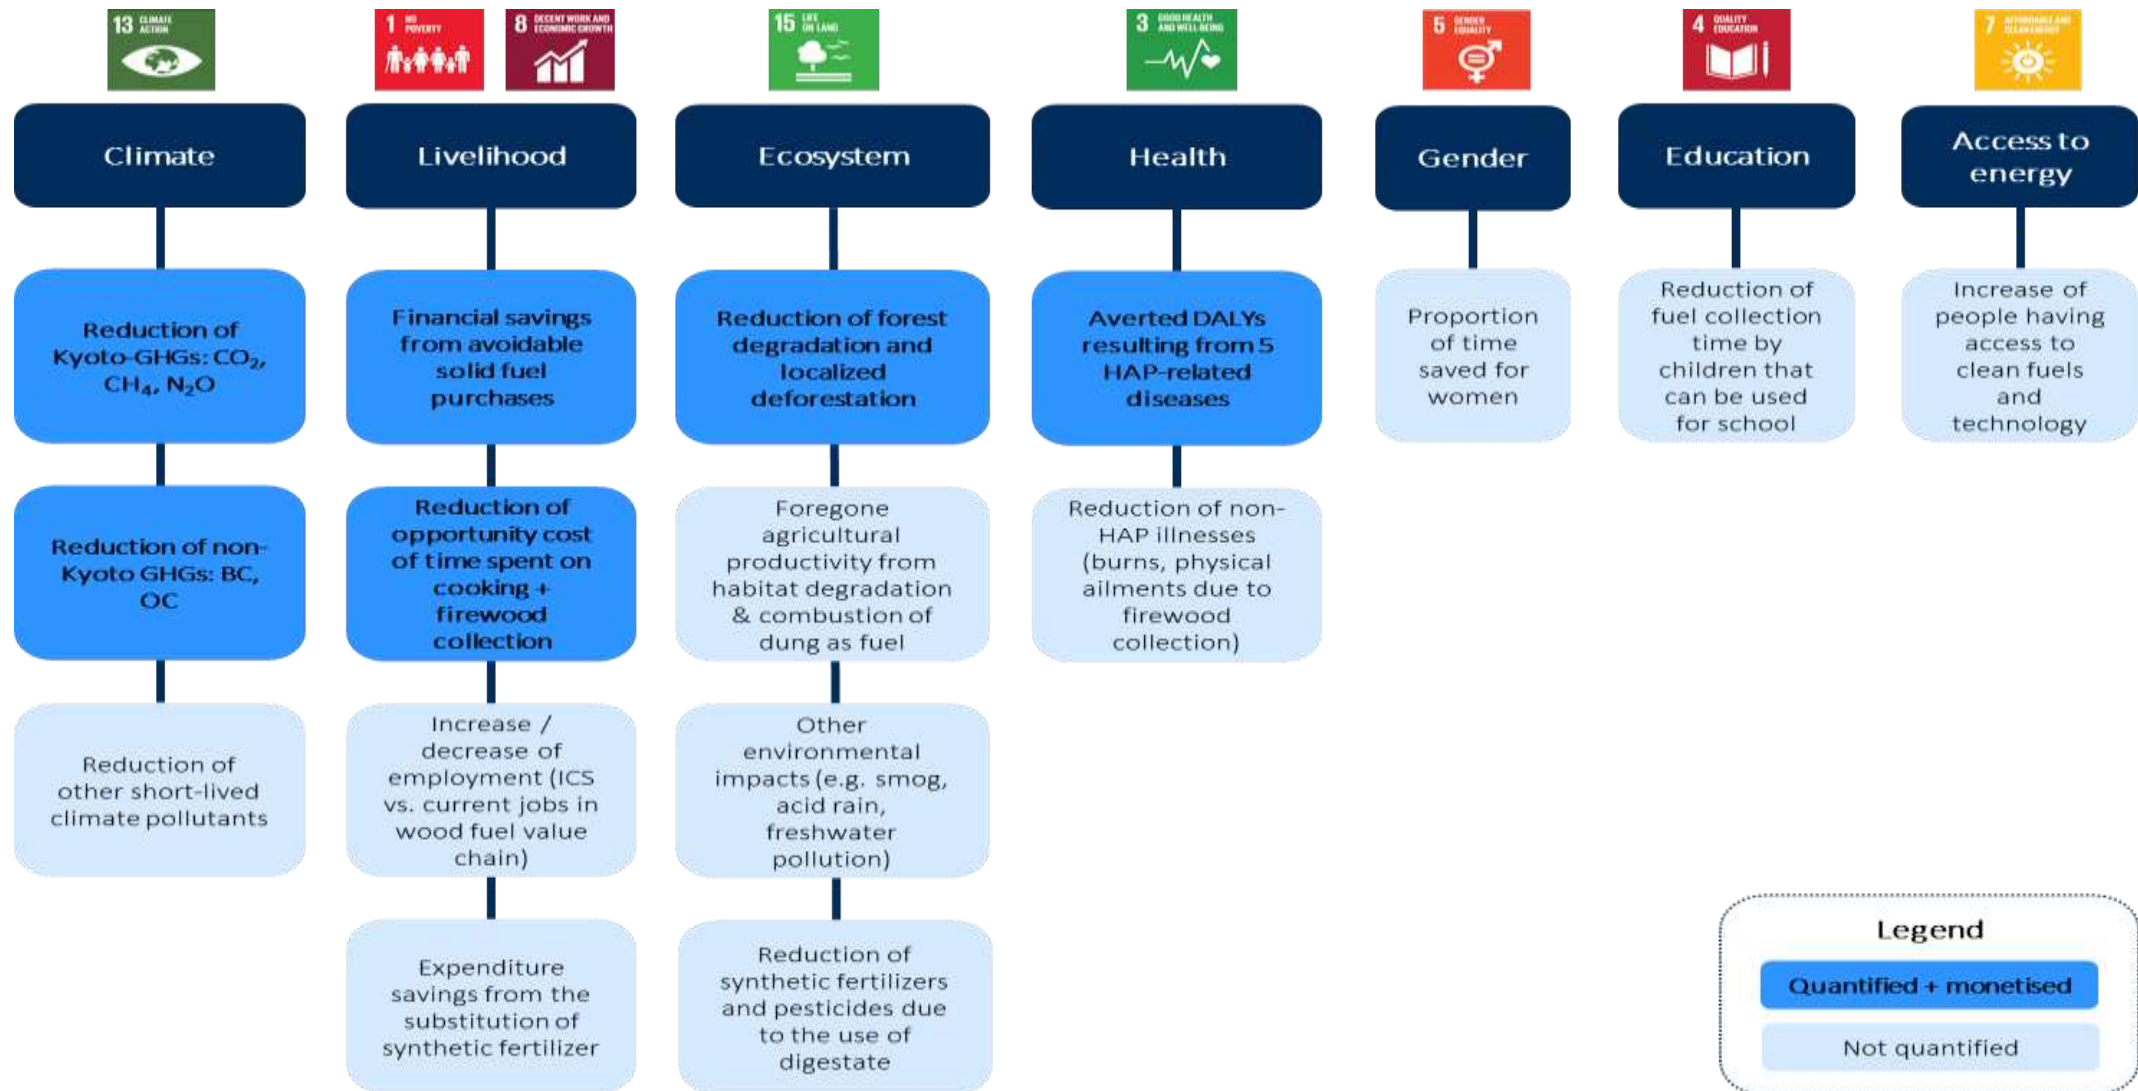 13 CLIMATE
ACTION
1 NO
POVERTY
8 DECENT WORK AND
ECONOMIC GROWTH
15 LIFE
ON LAND
3 GOOD HEALTH
AND WELL-BEING
5 GENDER
EQUALITY
4 QUALITY
EDUCATION
7 AFFORDABLE AND
CLEAN ENERGY
Climate
Reduction of
Kyoto-GHGs: CO₂,
CH₄, N₂O
Reduction of non-
Kyoto GHGs: BC,
OC
Reduction of
other short-lived
climate pollutants
Livelihood
Financial savings
from avoidable
solid fuel
purchases
Reduction of
opportunity cost
of time spent on
cooking +
firewood
collection
Increase /
decrease of
employment (ICS
vs. current jobs in
wood fuel value
chain)
Expenditure
savings from the
substitution of
synthetic fertilizer
Ecosystem
Reduction of forest
degradation and
localized
deforestation
Foregone
agricultural
productivity from
habitat degradation
& combustion of
dung as fuel
Other
environmental
impacts (e.g. smog,
acid rain,
freshwater
pollution)
Reduction of
synthetic fertilizers
and pesticides due
to the use of
digestate
Health
Averted DALYs
resulting from 5
HAP-related
diseases
Reduction of non-
HAP illnesses
(burns, physical
ailments due to
firewood
collection)
Gender
Proportion
of time
saved for
women
Education
Reduction of
fuel collection
time by
children that
can be used
for school
Access to
energy
Increase of
people having
access to
clean fuels
and
technology
Legend
Quantified + monetised
Not quantified